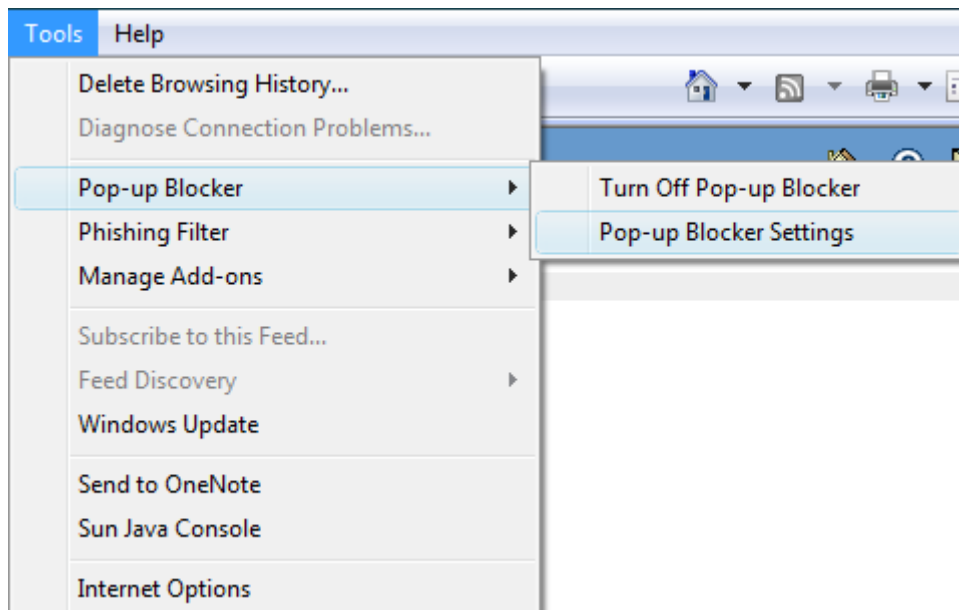 Tools Help
Delete Browsing History...
Diagnose Connection Problems...
Pop-up Blocker
Turn Off Pop-up Blocker
Phishing Filter
Pop-up Blocker Settings
Manage Add-ons
Subscribe to this Feed...
Feed Discovery
Windows Update
Send to OneNote
Sun Java Console
Internet Options